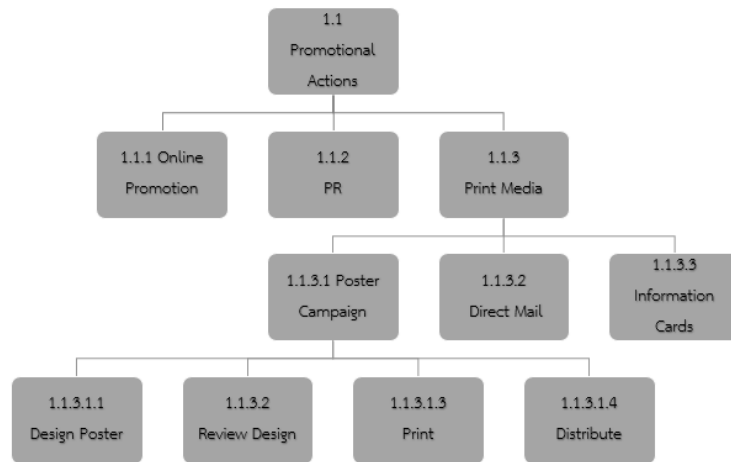 1.1
Promotional
Actions
1.1.1 Online
Promotion
1.1.2
PR
1.1.3
Print Media
1.1.3.1 Poster
Campaign
1.1.3.2
Direct Mail
1.1.3.3
Information
Cards
1.1.3.1.1
Design Poster
1.1.3.2
Review Design
1.1.3.1.3
Print
1.1.3.1.4
Distribute